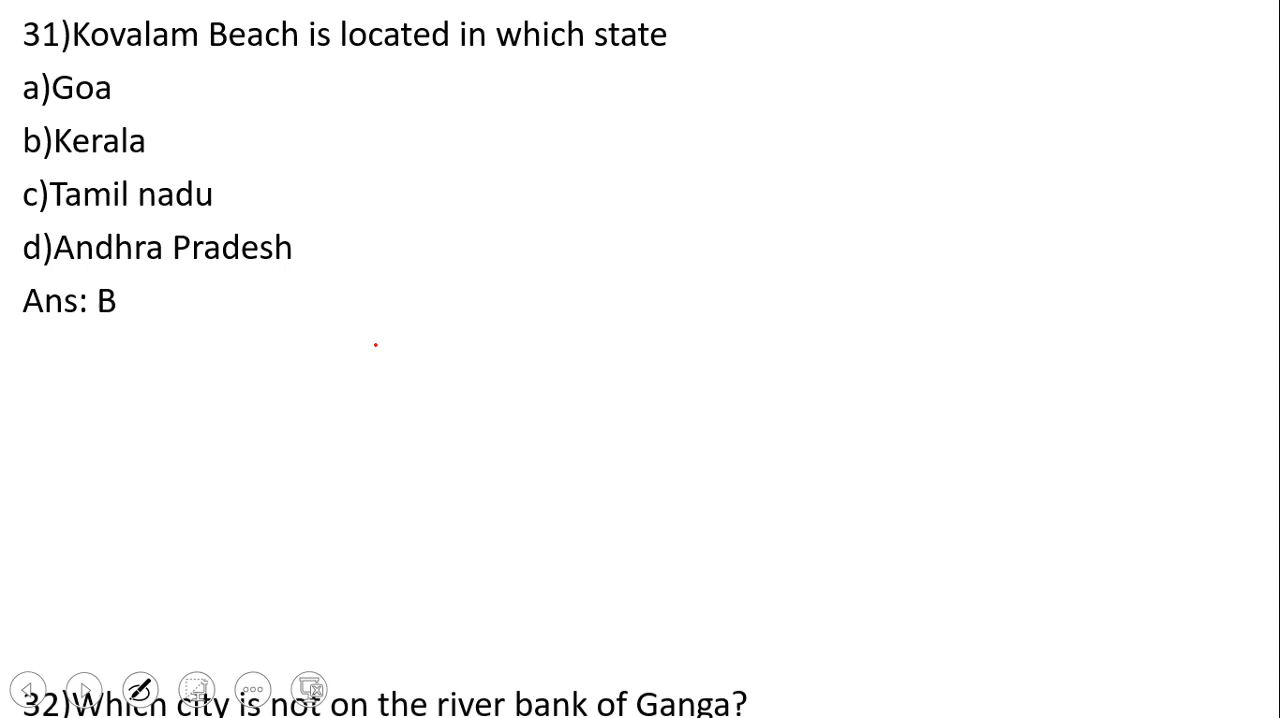 31)Kovalam Beach is located in which state
a)Goa
b)Kerala
c)Tamil nadu
d)Andhra Pradesh
Ans: B
32)Which city is not on the river bank of Ganga?